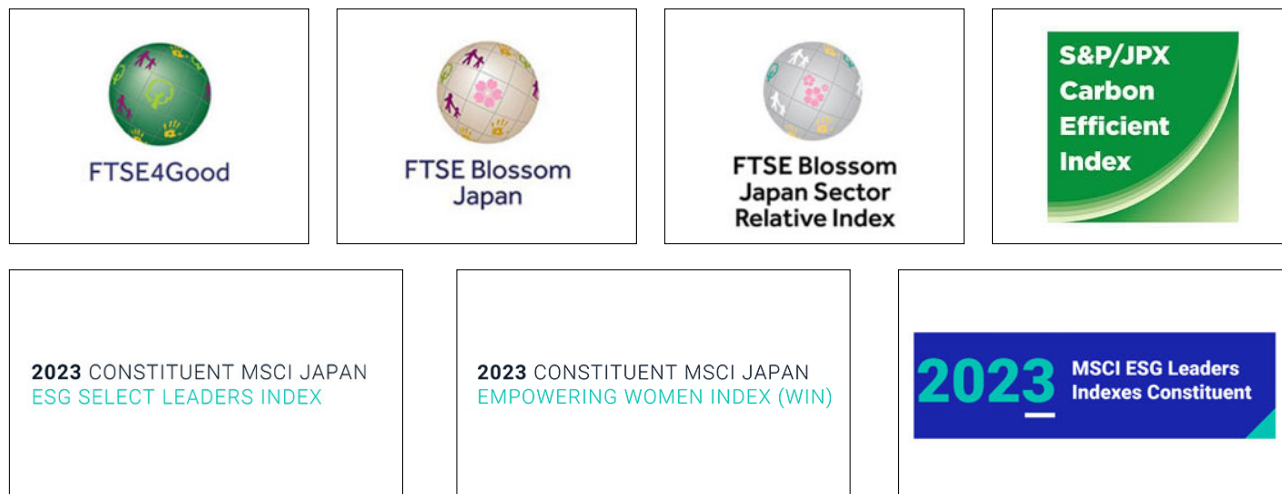 FTSE4Good
FTSE Blossom
Japan
FTSE Blossom
Japan Sector
Relative Index
S&P/JPX
Carbon
Efficient
Index
2023 CONSTITUENT MSCI JAPAN
ESG SELECT LEADERS INDEX
2023 CONSTITUENT MSCI JAPAN
EMPOWERING WOMEN INDEX (WIN)
2023
MSCI ESG Leaders
Indexes Constituent